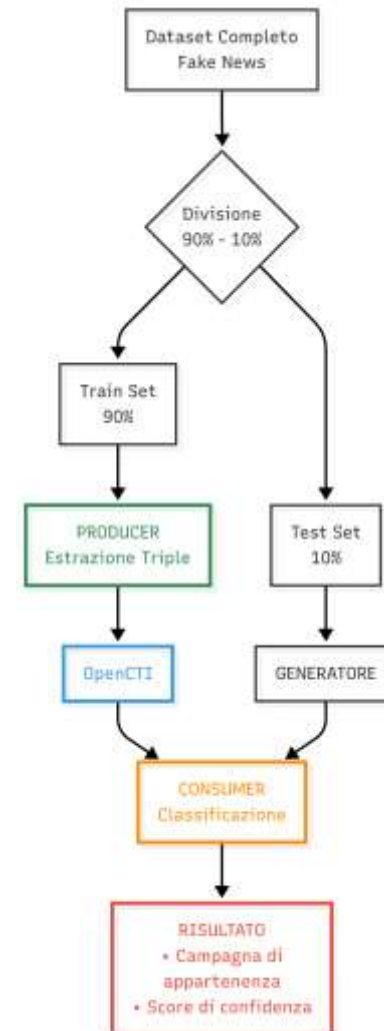 Dataset Completo
Fake News
Divisione
90% - 10%
Train Set
90%
PRODUCER
Estrazione Triple
Test Set
10%
OpenCTI
GENERATORE
CONSUMER
Classificazione
RISULTATO
• Campagna di
appartenenza
• Score di confidenza